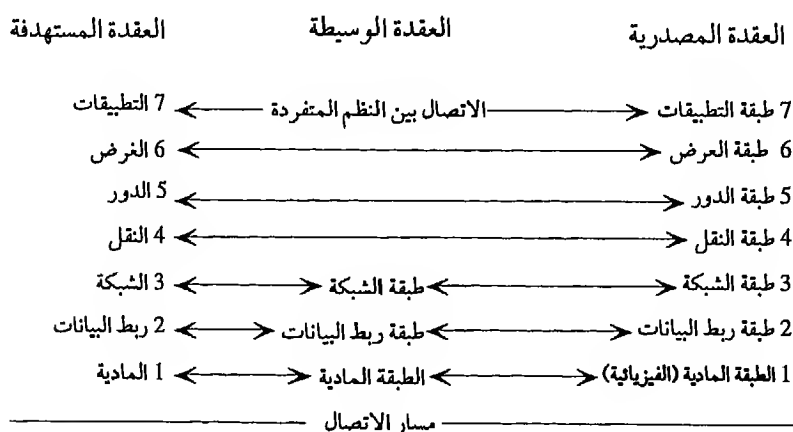 العقدة المصدرية العقدة الوسيطة العقدة المستهدفة
7 طبقة التطبيقات الاتصال بين النظم المتفردة 7 التطبيقات
6 طبقة العرض 6 الغرض
5 طبقة الدور 5 الدور
4 طبقة النقل 4 النقل
3 طبقة الشبكة طبقة الشبكة 3 الشبكة
2 طبقة ربط البيانات طبقة ربط البيانات 2 ربط البيانات
1 الطبقة المادية (الفيزيائية) الطبقة المادية 1 المادية
مسار الاتصال